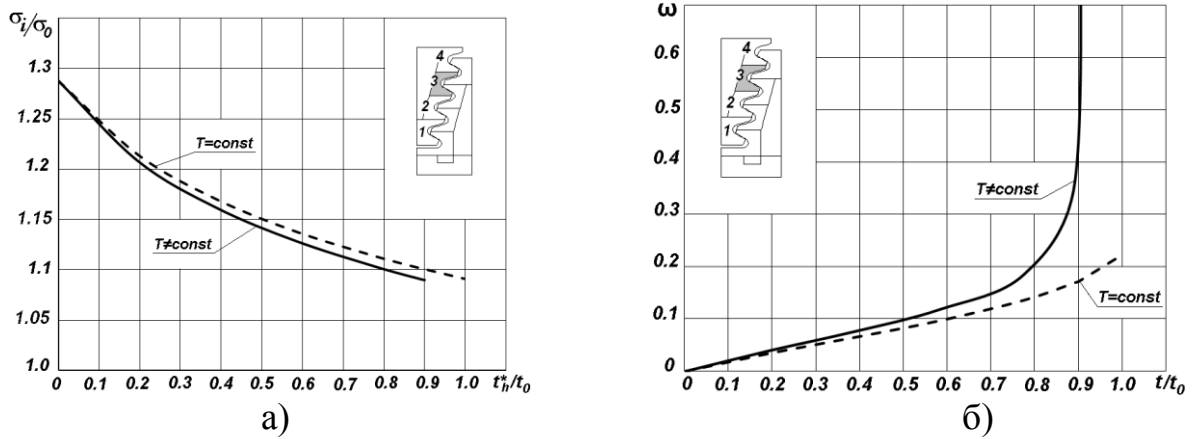 σi/σ0
1.3
1.25
1.2
1.15
1.1
1.05
1.0
0 0.1 0.2 0.3 0.4 0.5 0.6 0.7 0.8 0.9 1.0 t*h/t0
T=const
T≠const
4
3
2
1
а)
ω
0.6
0.5
0.4
0.3
0.2
0.1
0
0 0.1 0.2 0.3 0.4 0.5 0.6 0.7 0.8 0.9 1.0 t/t0
4
3
2
1
T≠const
T=const
б)